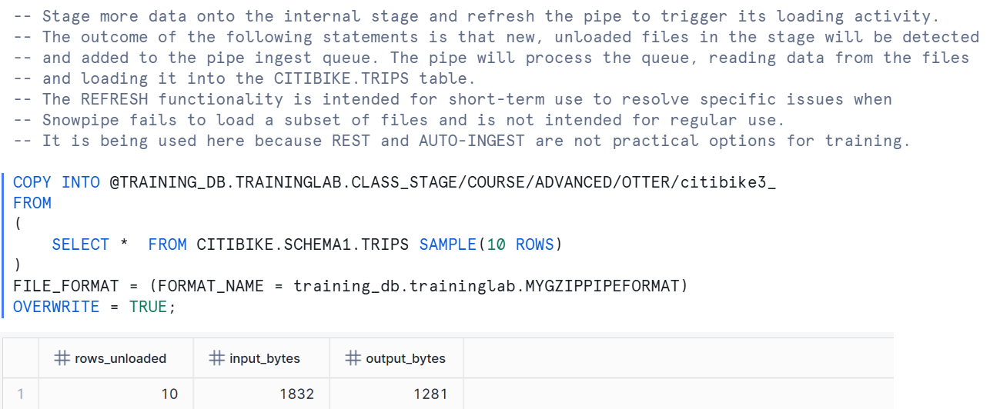 -- Stage more data onto the internal stage and refresh the pipe to trigger its loading activity.
-- The outcome of the following statements is that new, unloaded files in the stage will be detected
-- and added to the pipe ingest queue. The pipe will process the queue, reading data from the files
-- and loading it into the CITIBIKE.TRIPS table.
-- The REFRESH functionality is intended for short-term use to resolve specific issues when
-- Snowpipe fails to load a subset of files and is not intended for regular use.
-- It is being used here because REST and AUTO-INGEST are not practical options for training.
COPY INTO @TRAINING_DB.TRAININGLAB.CLASS_STAGE/COURSE/ADVANCED/OTTER/citibike3_
FROM
(
    SELECT *  FROM CITIBIKE.SCHEMA1.TRIPS SAMPLE(10 ROWS)
)
FILE_FORMAT = (FORMAT_NAME = training_db.traininglab.MYGZIPPIPEFORMAT)
OVERWRITE = TRUE;
# rows_unloaded # input_bytes # output_bytes
1 10 1832 1281